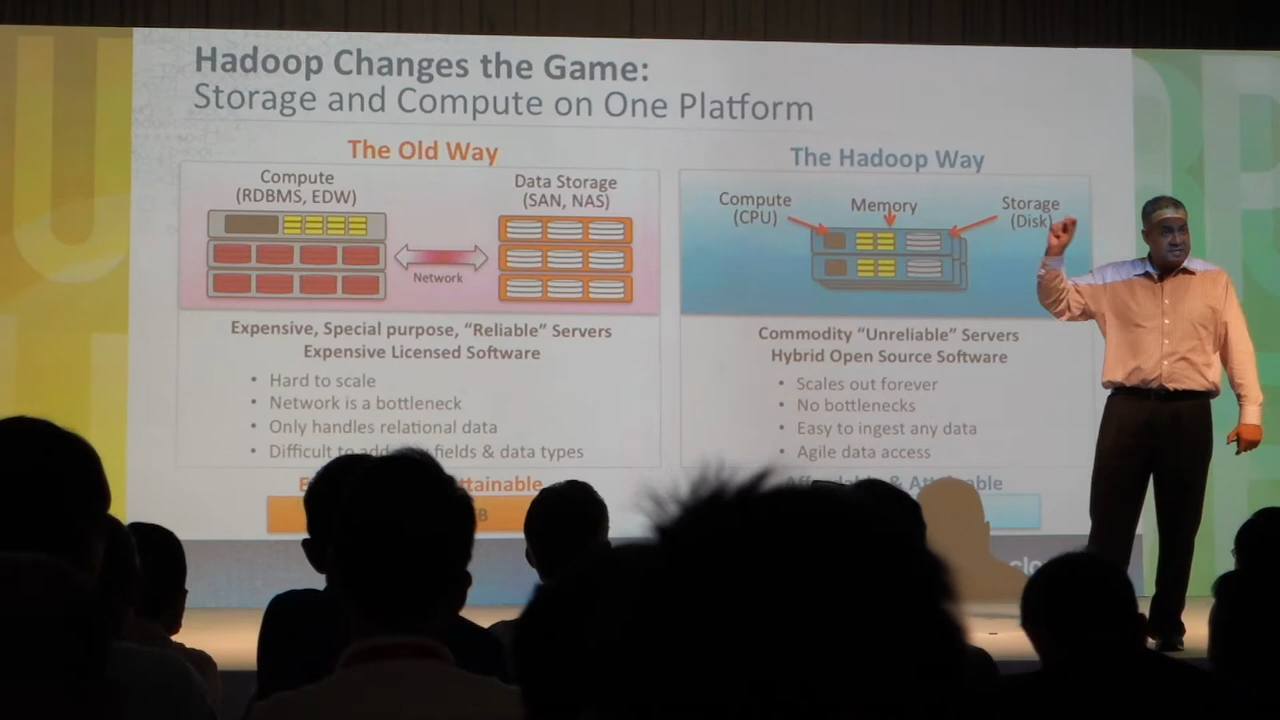 Hadoop Changes the Game:
Storage and Compute on One Platform
The Old Way
Compute
(RDBMS, EDW)
Data Storage
(SAN, NAS)
Network
Expensive, Special purpose, “Reliable” Servers
Expensive Licensed Software
• Hard to scale
• Network is a bottleneck
• Only handles relational data
• Difficult to add fields & data types
The Hadoop Way
Compute
(CPU)
Memory
Storage
(Disk)
Commodity “Unreliable” Servers
Hybrid Open Source Software
• Scales out forever
• No bottlenecks
• Easy to ingest any data
• Agile data access
&